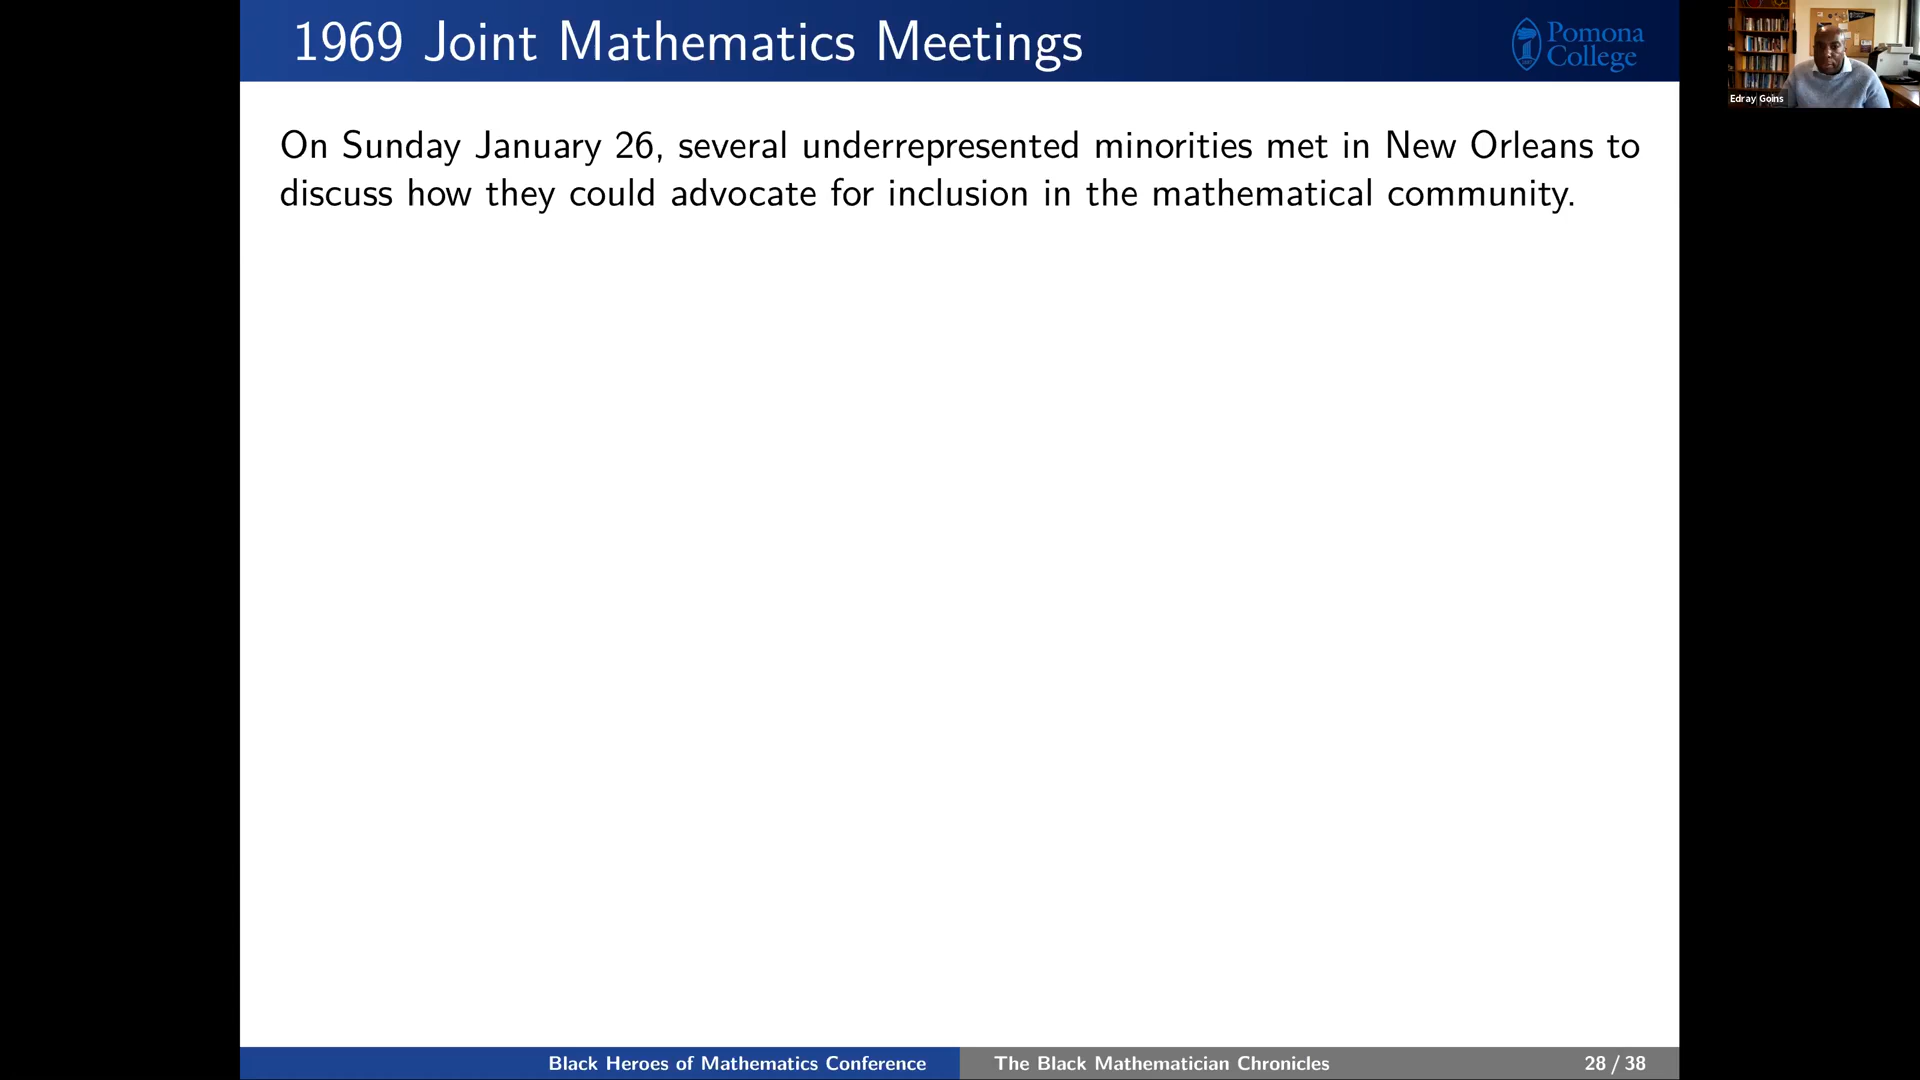 1969 Joint Mathematics Meetings
Pomona
College
Edray Goins
On Sunday January 26, several underrepresented minorities met in New Orleans to
discuss how they could advocate for inclusion in the mathematical community.
Black Heroes of Mathematics Conference
The Black Mathematician Chronicles
28 / 38